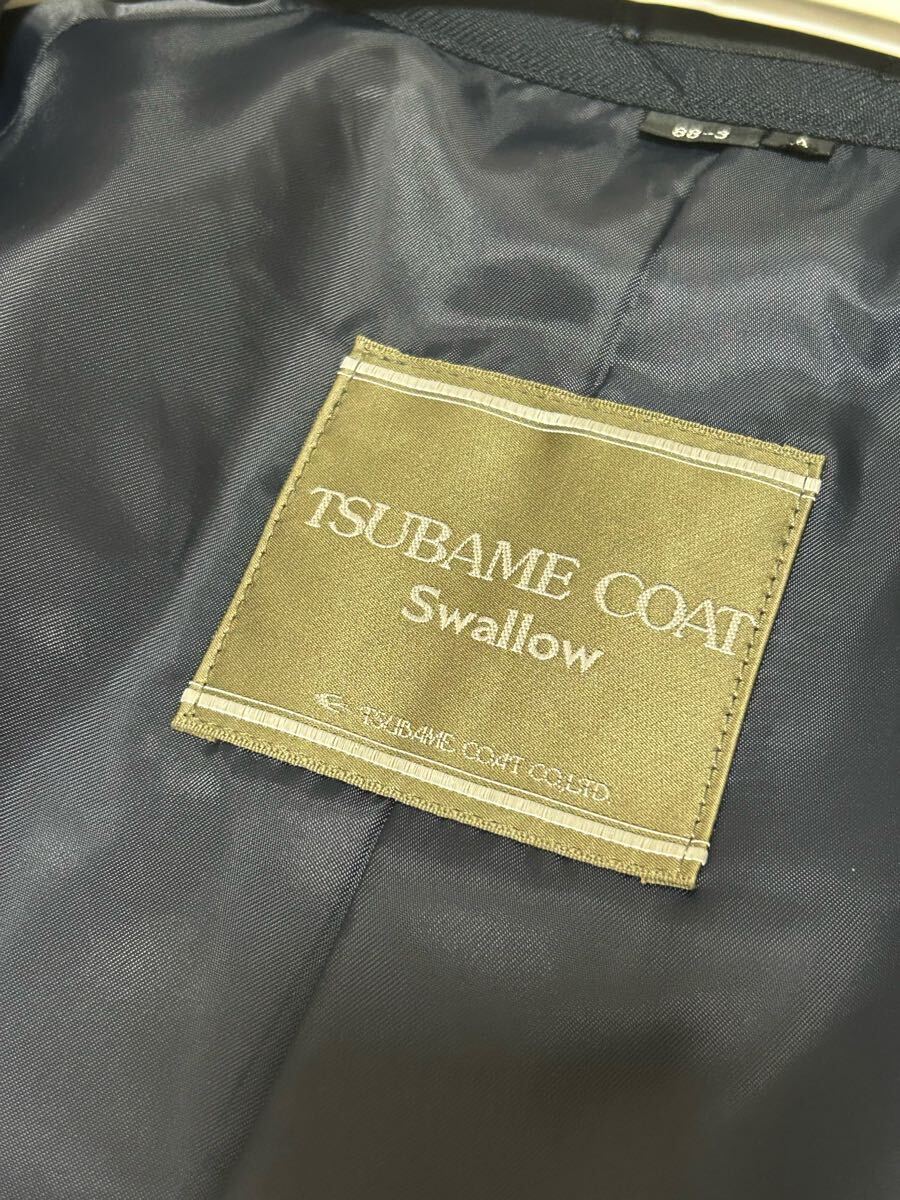 88-3
A
TSUBAME COAT
Swallow
TSUBAME COAT CO.,LTD.